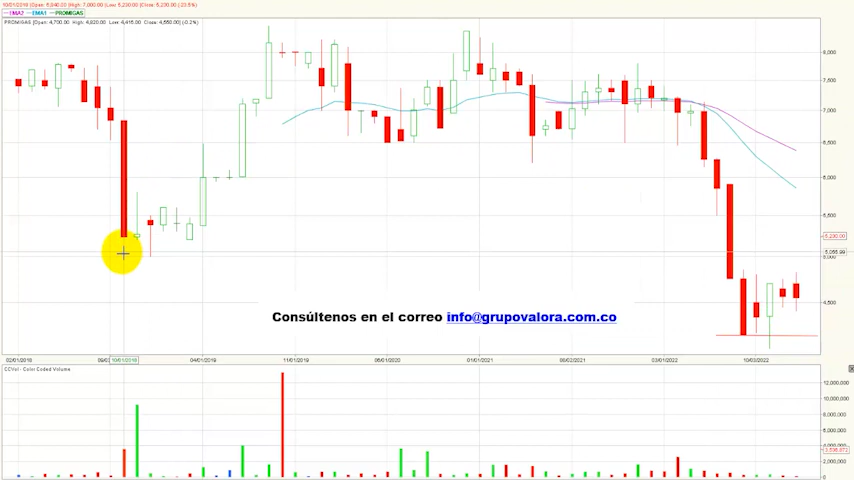 10/01/2018 [Open: 6,840.00 High: 7,000.00 Low: 5,230.00 Close: 5,230.00 (-23.5%)
EMA2 EMA1 PROMIGAS
PROMIGAS [Open: 4,700.00 High: 4,820.00 Low: 4,415.00 Close: 4,550.00] (-0.2%)
8,000
7,500
7,000
6,500
6,000
5,500
5,230.00
5,055.99
5,000
4,500
Consúltenos en el correo info@grupovalora.com.co
02/01/2018 10/01/2018 04/01/2019 11/01/2019 06/01/2020 01/01/2021 08/02/2021 03/01/2022 10/03/2022
CCVol - Color Coded Volume
12,000,000
10,000,000
8,000,000
6,000,000
2,000,000
0